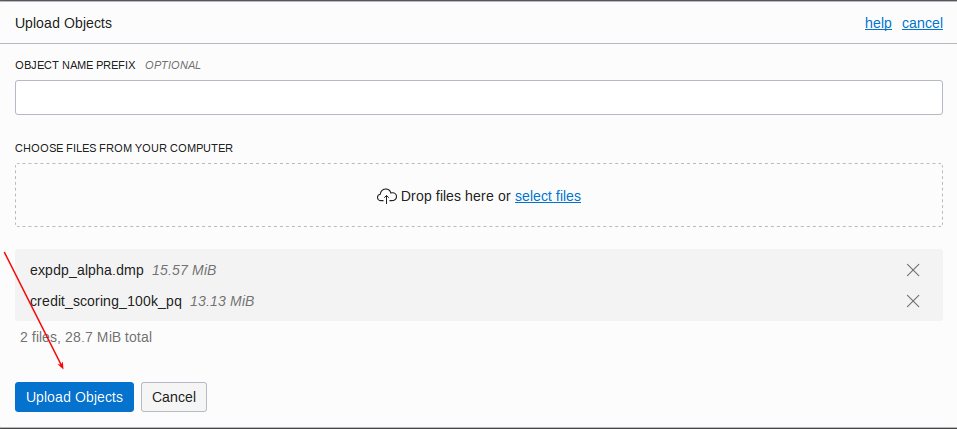 Upload Objects help cancel
OBJECT NAME PREFIX OPTIONAL
CHOOSE FILES FROM YOUR COMPUTER
Drop files here or select files
expdp_alpha.dmp 15.57 MiB
credit_scoring_100k_pq 13.13 MiB
2 files, 28.7 MiB total
Upload Objects Cancel